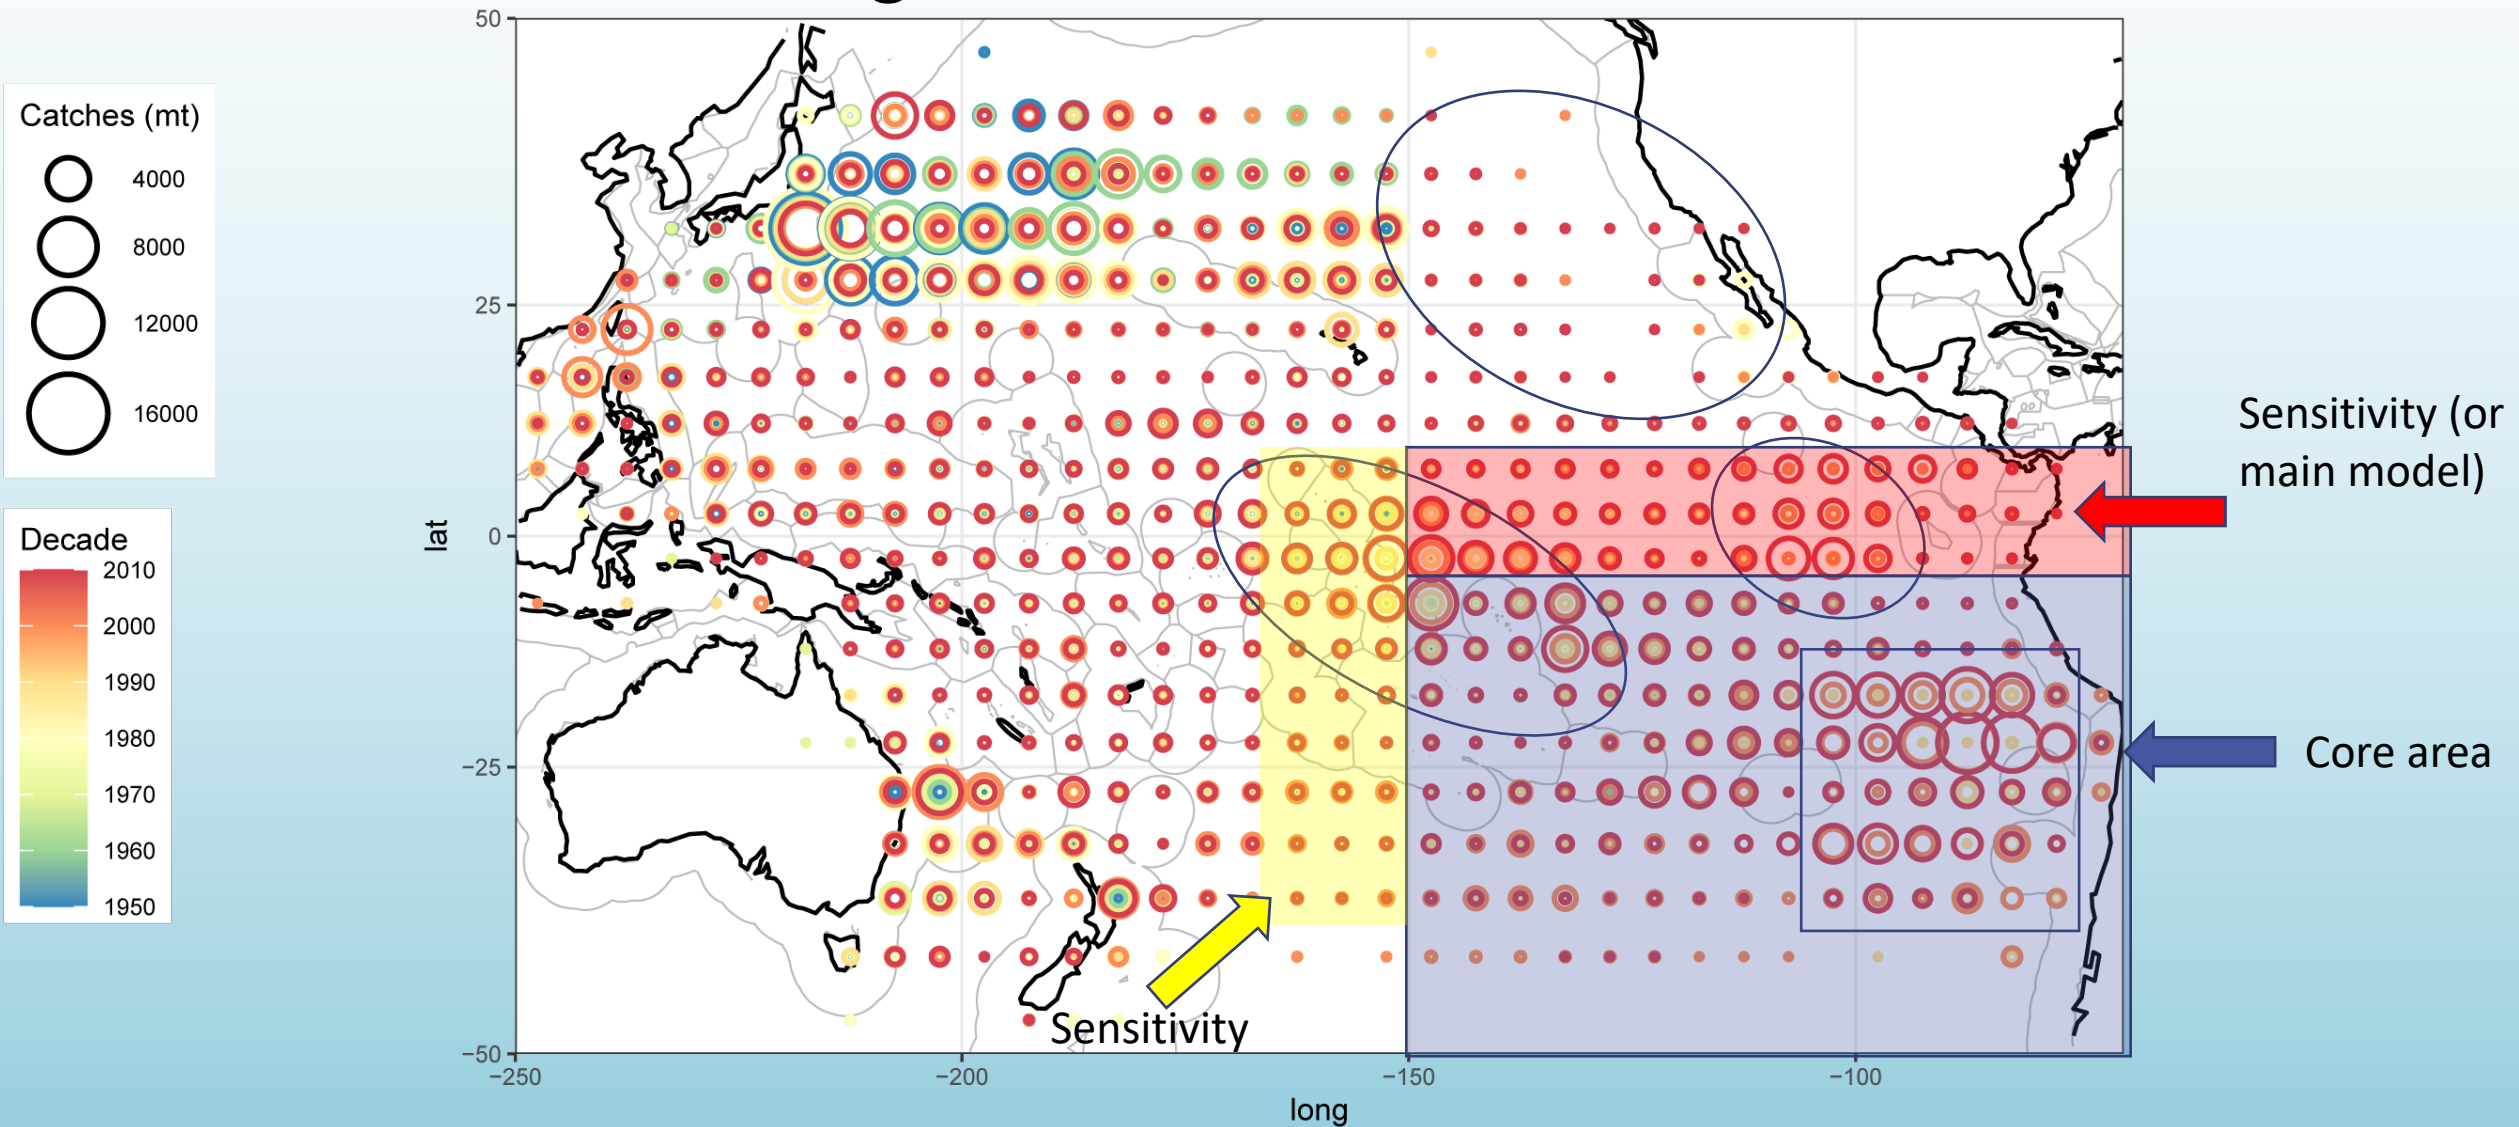 Catches (mt)
4000
8000
12000
16000
Decade
2010
2000
1990
1980
1970
1960
1950
50
25
0
−25
−50
lat
−250
−200
−150
−100
long
Sensitivity (or
main model)
Core area
Sensitivity